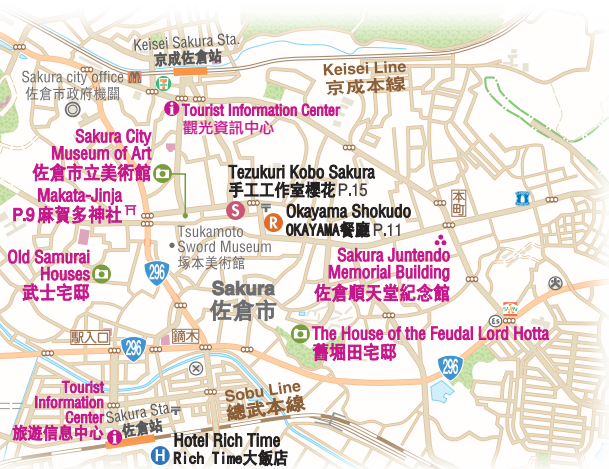 Keisei Sakura Sta.
京成佐倉站
Keisei Line
京成本線
Sakura city office
佐倉市政府機關
Tourist Information Center
觀光資訊中心
Sakura City
Museum of Art
佐倉市立美術館
Tezukuri Kobo Sakura
手工工作室櫻花 P.15
Makata-Jinja
P.9 麻賀多神社
S
R
Okayama Shokudo
OKAYAMA餐廳 P.11
本町
Tsukamoto
Sword Museum
塚本美術館
Sakura Juntendo
Memorial Building
佐倉順天堂紀念館
Old Samurai
Houses
武士宅邸
296
Sakura
佐倉市
駅入口
鏑木
296
The House of the Feudal Lord Hotta
舊堀田宅邸
296
Tourist
Information
Center
旅遊信息中心
Sakura Sta.
佐倉站
Sobu Line
總武本線
H
Hotel Rich Time
Rich Time大飯店